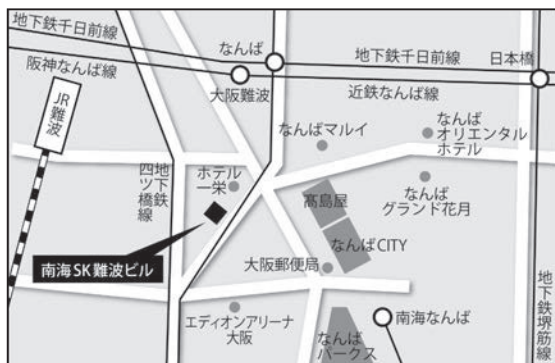 地下鉄千日前線
なんば
地下鉄千日前線
日本橋
阪神なんば線
大阪難波
近鉄なんば線
JR難波
なんばマルイ
なんば
オリエンタル
ホテル
地下鉄
四ツ橋線
ホテル
一栄
髙島屋
なんば
グランド花月
なんばCITY
南海SK難波ビル
大阪郵便局
地下鉄堺筋線
エディオンアリーナ
大阪
南海なんば
なんば
パークス